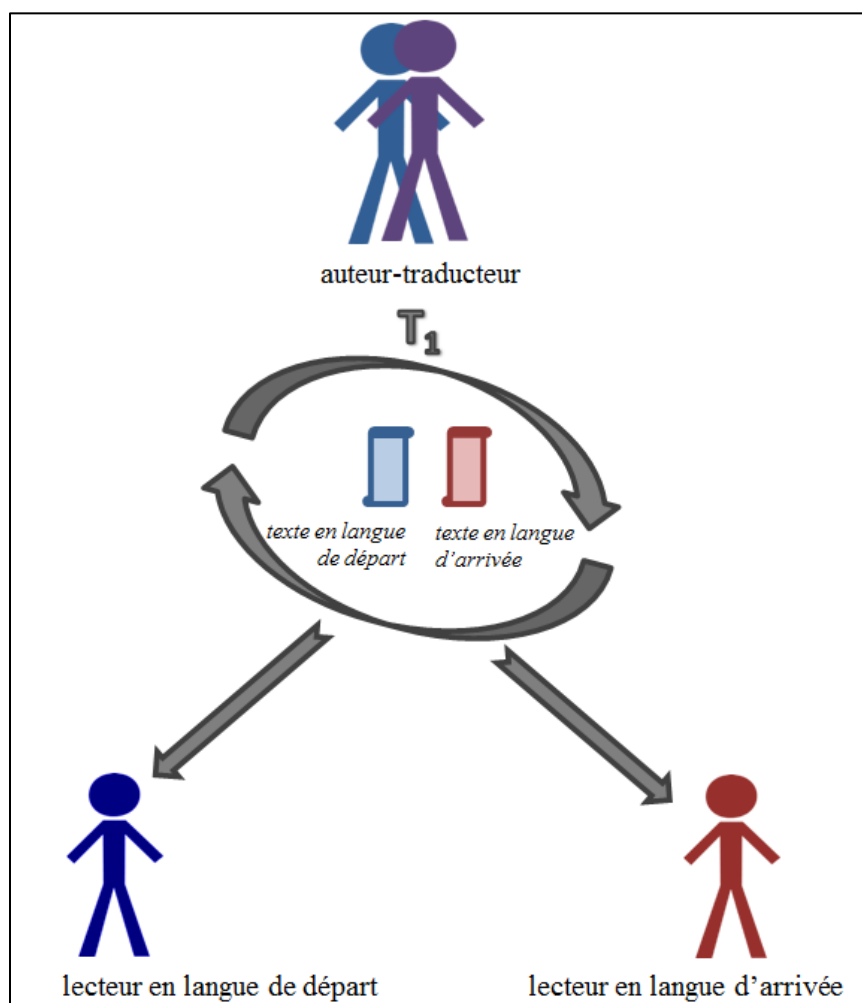 auteur-traducteur
T₁
texte en langue
de départ
texte en langue
d'arrivée
lecteur en langue de départ
lecteur en langue d'arrivée